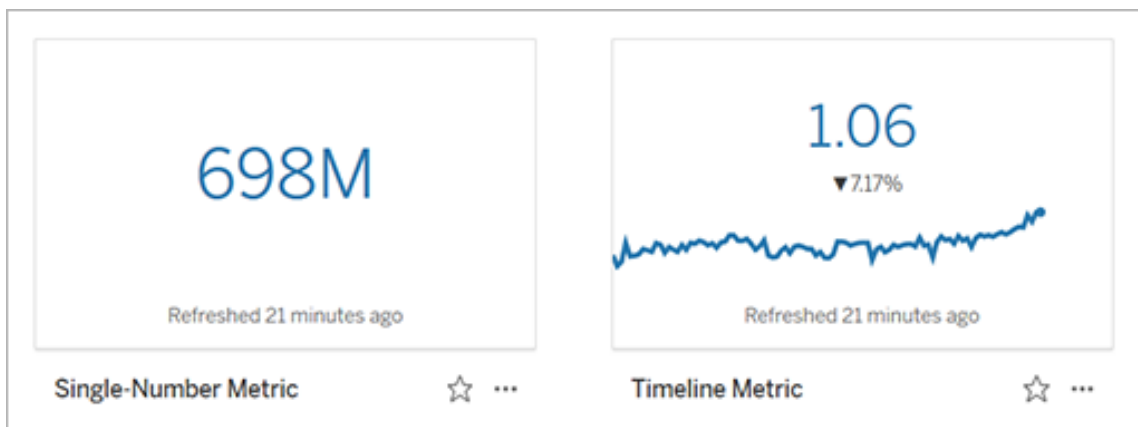 698M
Refreshed 21 minutes ago
Single-Number Metric
1.06
▼7.17%
Refreshed 21 minutes ago
Timeline Metric